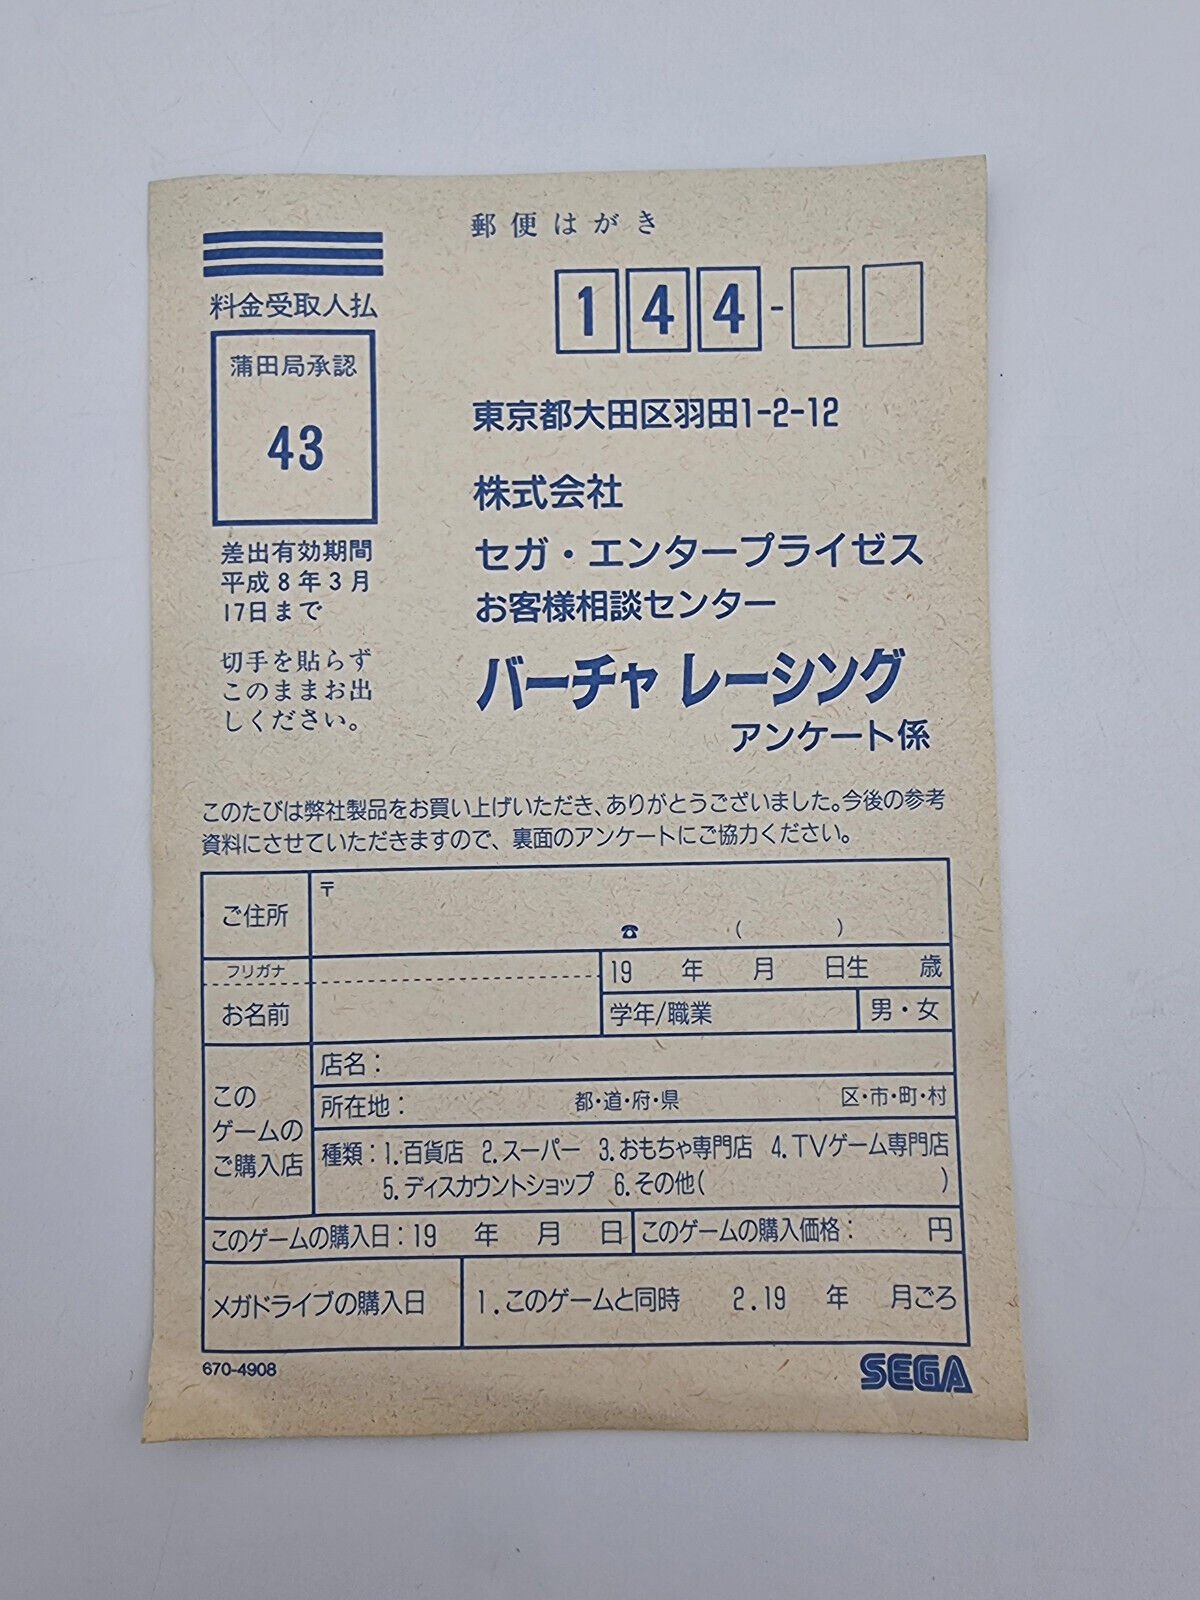 郵便はがき
料金受取人払
蒲田局承認
43
差出有効期間
平成8年3月
17日まで
切手を貼らず
このままお出
しください。
144-
東京都大田区羽田1-2-12
株式会社
セガ・エンタープライゼス
お客様相談センター
バーチャ レーシング
アンケート係
このたびは弊社製品をお買い上げいただき、ありがとうございました。今後の参考
資料にさせていただきますので、裏面のアンケートにご協力ください。
ご住所
〒
☎ ( )
フリガナ
お名前
19 年 月 日生 歳
学年/職業
男・女
この
ゲームの
ご購入店
店名：
所在地： 都・道・府・県 区・市・町・村
種類：1.百貨店 2.スーパー 3.おもちゃ専門店 4.TVゲーム専門店
5.ディスカウントショップ 6.その他( )
このゲームの購入日：19 年 月 日
このゲームの購入価格： 円
メガドライブの購入日
1.このゲームと同時 2.19 年 月ごろ
670-4908
SEGA